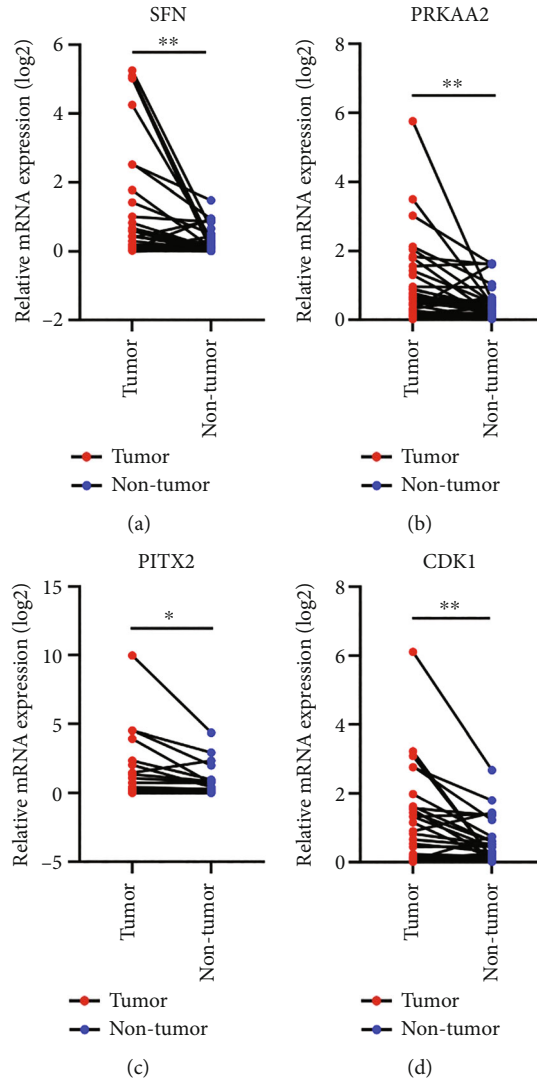 SFN
Relative mRNA expression (log2)
6
4
2
0
–2
**
Tumor
Non-tumor
Tumor
Non-tumor
(a)
PRKAA2
Relative mRNA expression (log2)
8
6
4
2
0
**
Tumor
Non-tumor
Tumor
Non-tumor
(b)
PITX2
Relative mRNA expression (log2)
15
10
5
0
–5
*
Tumor
Non-tumor
Tumor
Non-tumor
(c)
CDK1
Relative mRNA expression (log2)
8
6
4
2
0
**
Tumor
Non-tumor
Tumor
Non-tumor
(d)